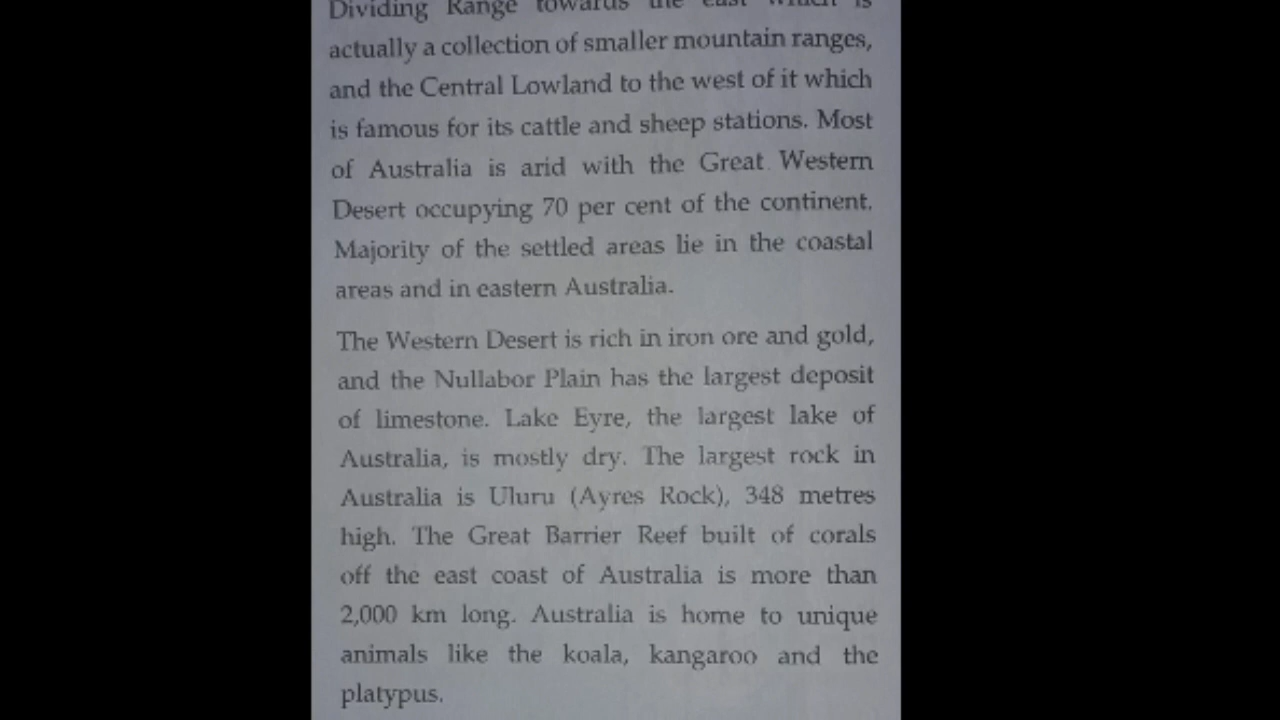 Dividing Range towards the east which is
actually a collection of smaller mountain ranges,
and the Central Lowland to the west of it which
is famous for its cattle and sheep stations. Most
of Australia is arid with the Great Western
Desert occupying 70 per cent of the continent.
Majority of the settled areas lie in the coastal
areas and in eastern Australia.
The Western Desert is rich in iron ore and gold,
and the Nullabor Plain has the largest deposit
of limestone. Lake Eyre, the largest lake of
Australia, is mostly dry. The largest rock in
Australia is Uluru (Ayres Rock), 348 metres
high. The Great Barrier Reef built of corals
off the east coast of Australia is more than
2,000 km long. Australia is home to unique
animals like the koala, kangaroo and the
platypus.